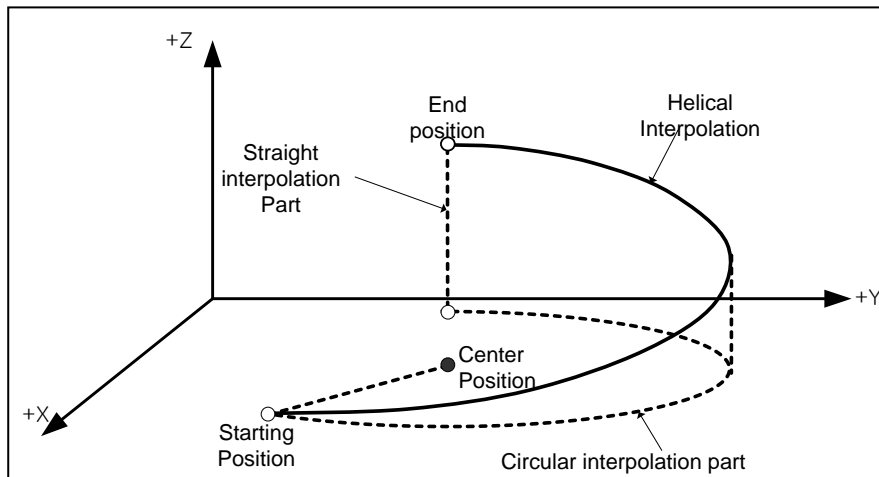 +Z
End
position
Helical
Interpolation
Straight
interpolation
Part
+Y
Center
Position
+X
Starting
Position
Circular interpolation part